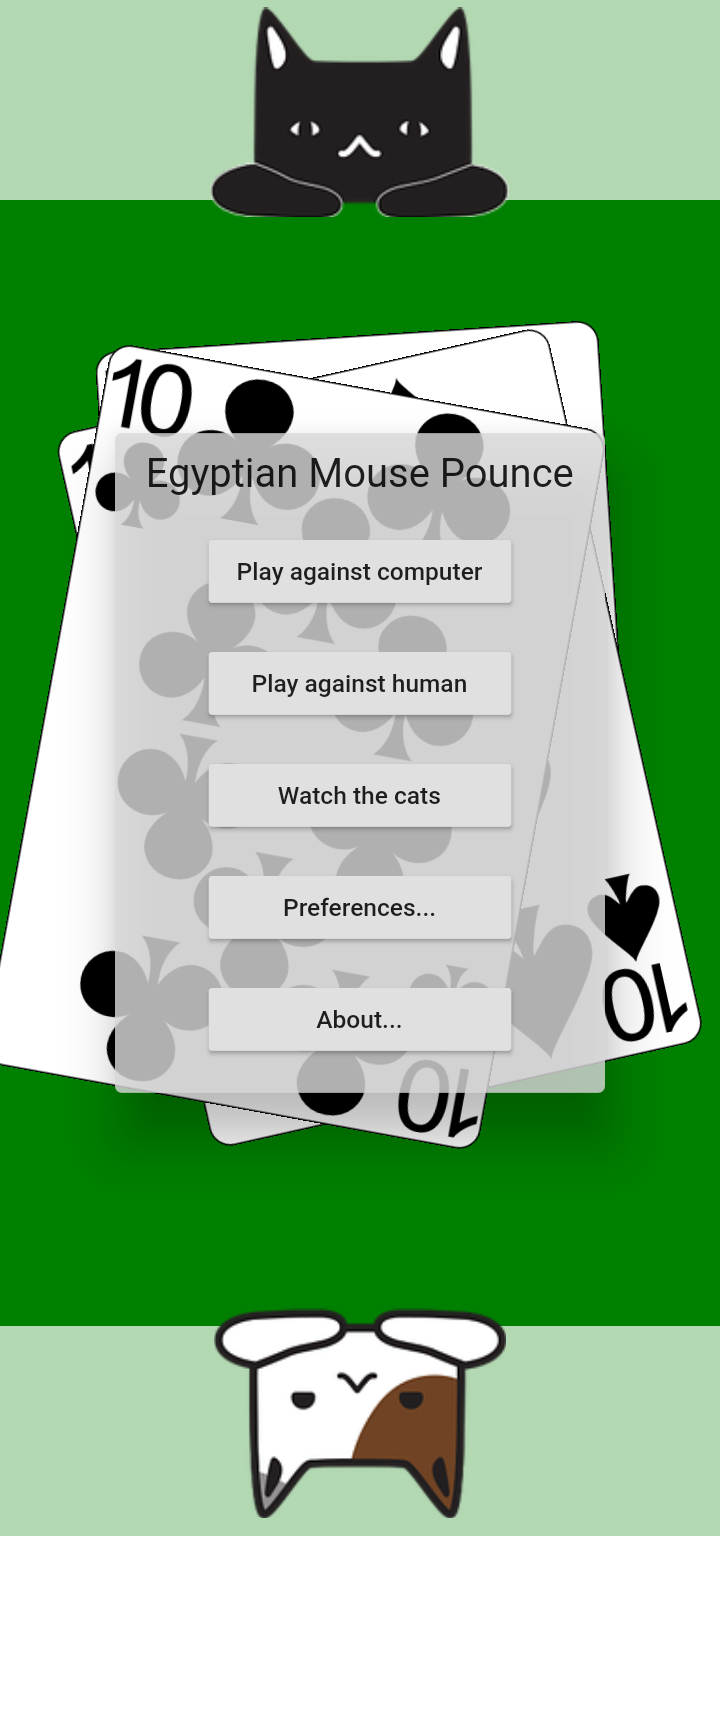 10
Egyptian Mouse Pounce
Play against computer
Play against human
Watch the cats
Preferences...
About...
10
10